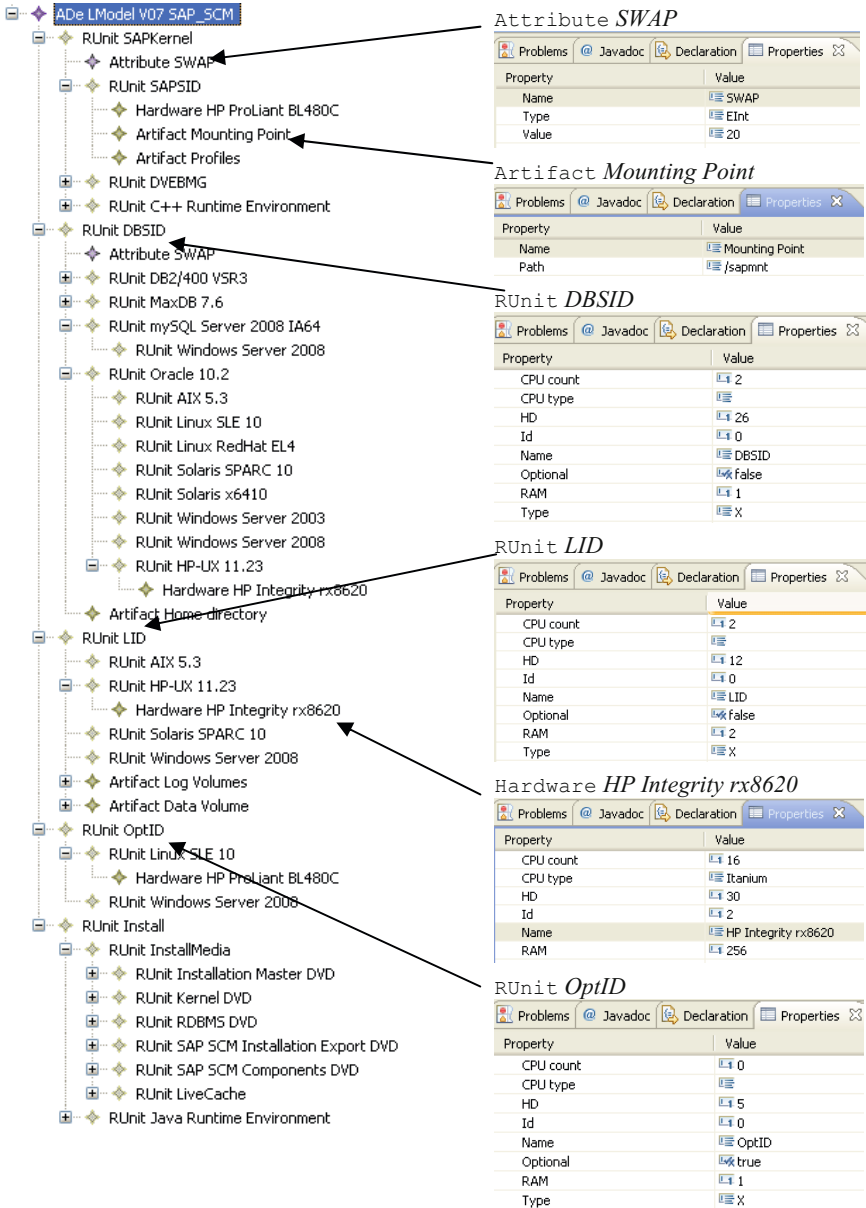 ADe LModel V07 SAP_SCM
RUnit SAPKernel
Attribute SWAP
RUnit SAPSID
Hardware HP ProLiant BL480C
Artifact Mounting Point
Artifact Profiles
RUnit DVEBMG
RUnit C++ Runtime Environment
RUnit DBSID
Attribute SWAP
RUnit DB2/400 VSR3
RUnit MaxDB 7.6
RUnit mySQL Server 2008 IA64
RUnit Windows Server 2008
RUnit Oracle 10.2
RUnit AIX 5.3
RUnit Linux SLE 10
RUnit Linux RedHat EL4
RUnit Solaris SPARC 10
RUnit Solaris x6410
RUnit Windows Server 2003
RUnit Windows Server 2008
RUnit HP-UX 11.23
Hardware HP Integrity rx8620
Artifact Home directory
RUnit LID
RUnit AIX 5.3
RUnit HP-UX 11.23
Hardware HP Integrity rx8620
RUnit Solaris SPARC 10
RUnit Windows Server 2008
Artifact Log Volumes
Artifact Data Volume
RUnit OptID
RUnit Linux SLE 10
Hardware HP ProLiant BL480C
RUnit Windows Server 2008
RUnit Install
RUnit InstallMedia
RUnit Installation Master DVD
RUnit Kernel DVD
RUnit RDBMS DVD
RUnit SAP SCM Installation Export DVD
RUnit SAP SCM Components DVD
RUnit LiveCache
RUnit Java Runtime Environment
Attribute SWAP
Problems @ Javadoc Declaration Properties
Property Value
Name SWAP
Type EInt
Value 20
Artifact Mounting Point
Problems @ Javadoc Declaration Properties
Property Value
Name Mounting Point
Path /sapmnt
RUnit DBSID
Problems @ Javadoc Declaration Properties
Property Value
CPU count 2
CPU type
HD 26
Id 0
Name DBSID
Optional false
RAM 1
Type X
RUnit LID
Problems @ Javadoc Declaration Properties
Property Value
CPU count 2
CPU type
HD 12
Id 0
Name LID
Optional false
RAM 2
Type X
Hardware HP Integrity rx8620
Problems @ Javadoc Declaration Properties
Property Value
CPU count 16
CPU type Itanium
HD 30
Id 2
Name HP Integrity rx8620
RAM 256
RUnit OptID
Problems @ Javadoc Declaration Properties
Property Value
CPU count 0
CPU type
HD 5
Id 0
Name OptID
Optional true
RAM 1
Type X